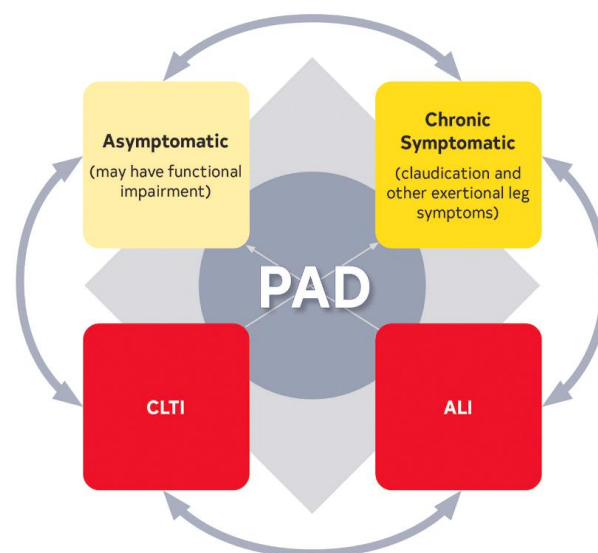 Asymptomatic
(may have functional
impairment)
Chronic
Symptomatic
(claudication and
other exertional leg
symptoms)
PAD
CLTI
ALI